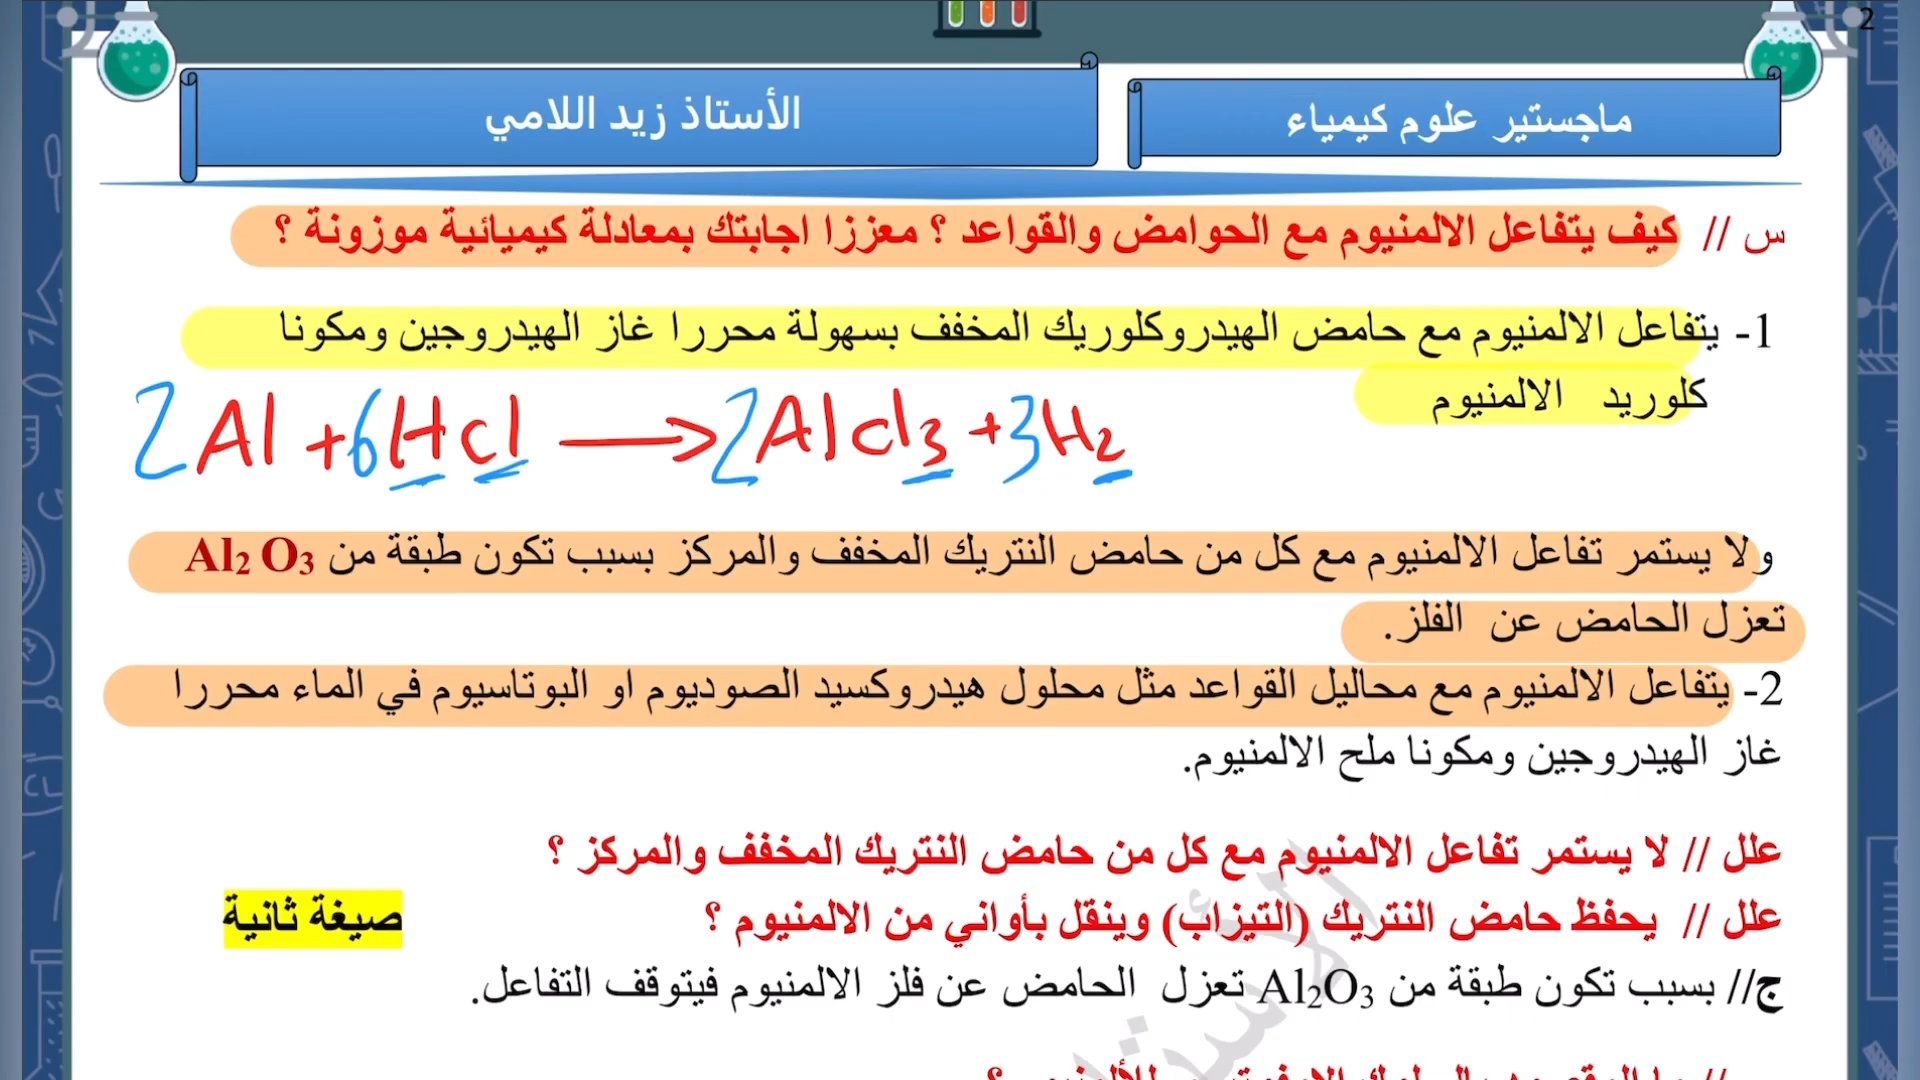 2
ماجستير علوم كيمياء
الأستاذ زيد اللامي
س // كيف يتفاعل الالمنيوم مع الحوامض والقواعد ؟ معززا اجابتك بمعادلة كيميائية موزونة ؟
1- يتفاعل الالمنيوم مع حامض الهيدروكلوريك المخفف بسهولة محررا غاز الهيدروجين ومكونا
كلوريد الالمنيوم
2Al + 6HCl → 2AlCl3 + 3H2
و لا يستمر تفاعل الالمنيوم مع كل من حامض النتريك المخفف والمركز بسبب تكون طبقة من Al2 O3
تعزل الحامض عن الفلز.
2- يتفاعل الالمنيوم مع محاليل القواعد مثل محلول هيدروكسيد الصوديوم او البوتاسيوم في الماء محررا
غاز الهيدروجين ومكونا ملح الالمنيوم.
علل // لا يستمر تفاعل الالمنيوم مع كل من حامض النتريك المخفف والمركز ؟
علل // يحفظ حامض النتريك (التيزاب) وينقل بأواني من الالمنيوم ؟ صيغة ثانية
ج// بسبب تكون طبقة من Al2O3 تعزل الحامض عن فلز الالمنيوم فيتوقف التفاعل.